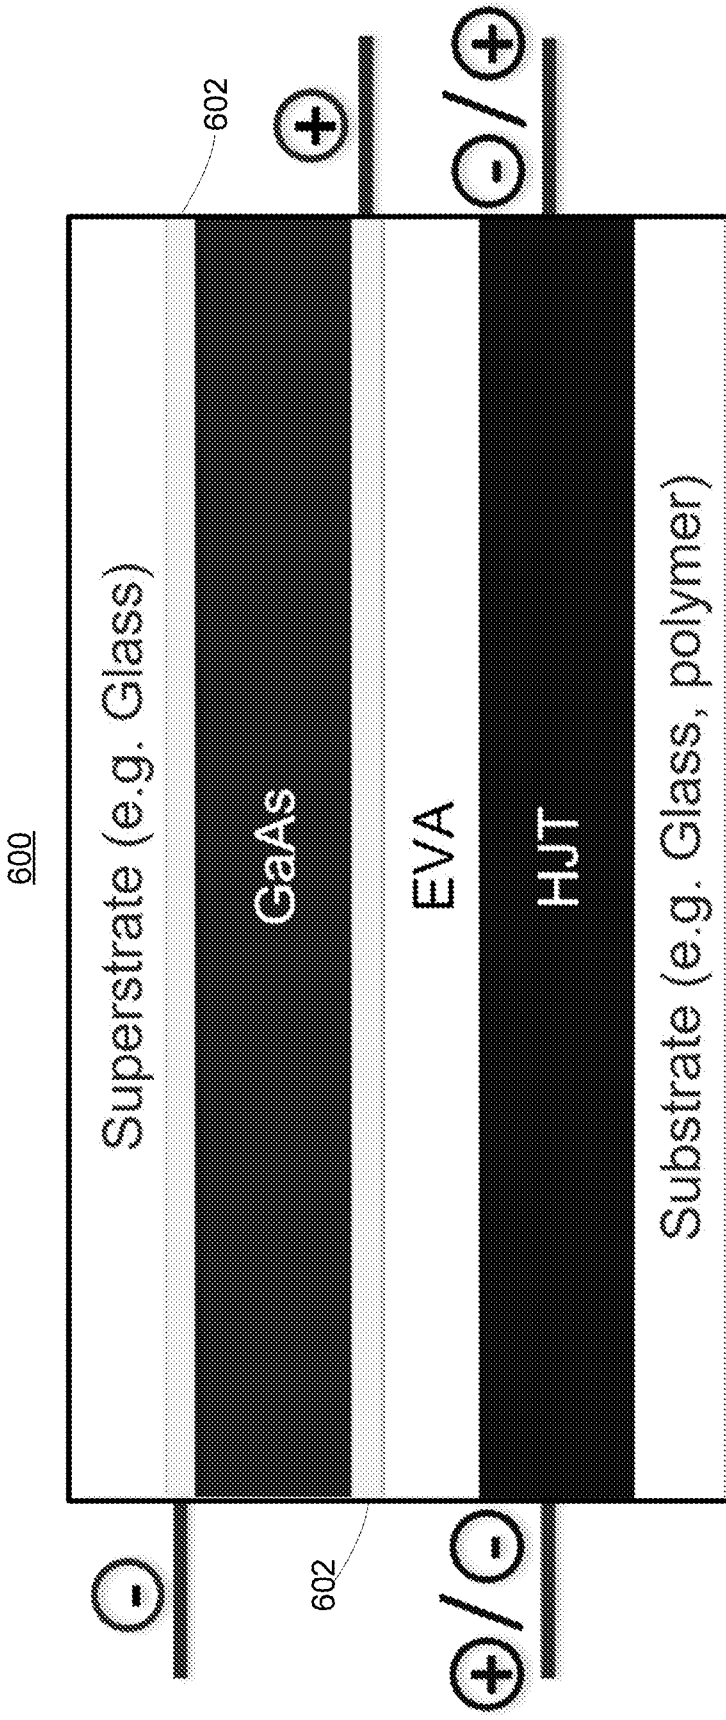 600
602
-
+
Superstrate (e.g. Glass)
GaAs
602
EVA
+/-
-/+
HJT
Substrate (e.g. Glass, polymer)